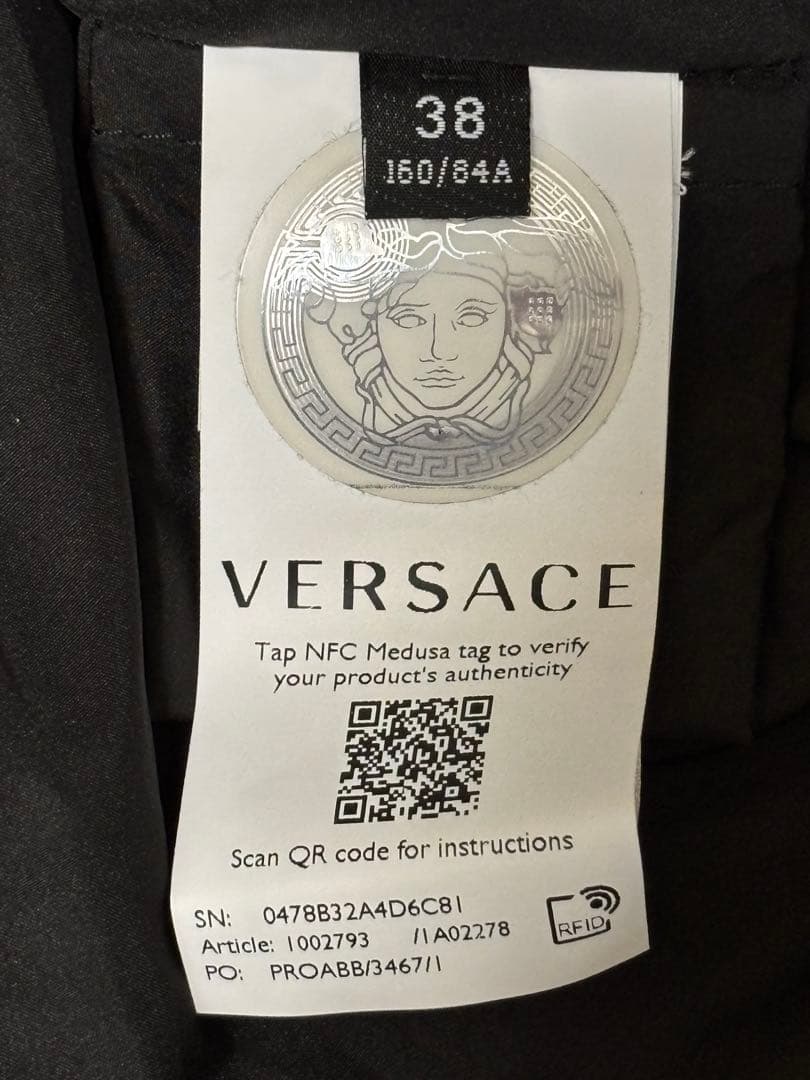 38
160/84A
VERSACE
Tap NFC Medusa tag to verify
your product's authenticity
Scan QR code for instructions
SN: 0478B32A4D6C81
Article: 1002793 /1A02278
PO: PROABB/3467/1
RFID